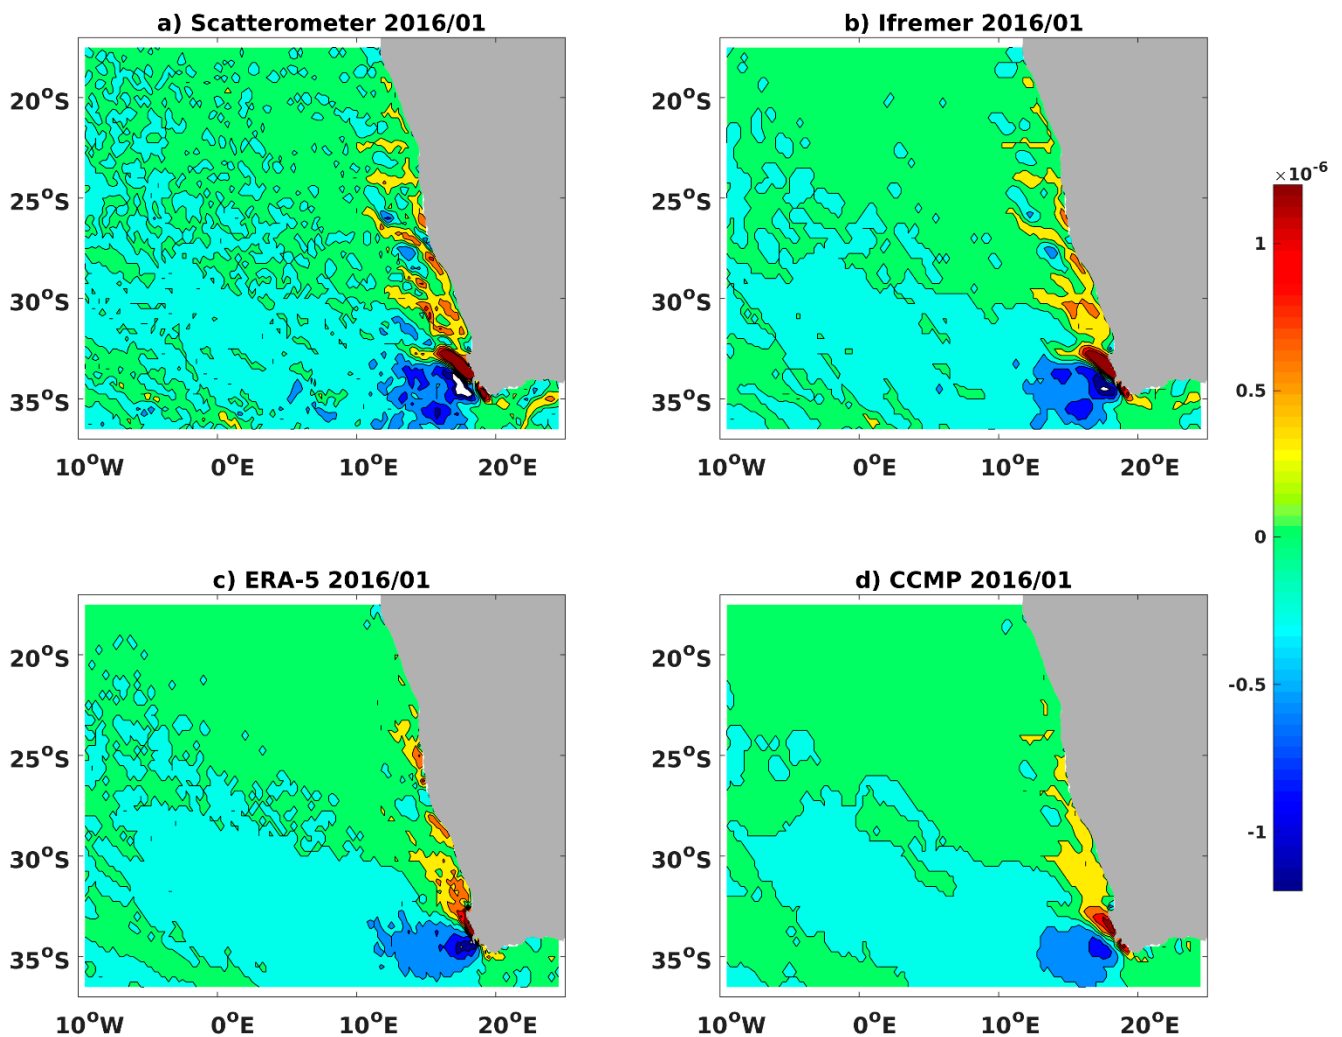 a) Scatterometer 2016/01
b) Ifremer 2016/01
20°S
25°S
30°S
35°S
10°W 0°E 10°E 20°E
20°S
25°S
30°S
35°S
10°W 0°E 10°E 20°E
×10-6
1
0.5
0
-0.5
-1
c) ERA-5 2016/01
d) CCMP 2016/01
20°S
25°S
30°S
35°S
10°W 0°E 10°E 20°E
20°S
25°S
30°S
35°S
10°W 0°E 10°E 20°E